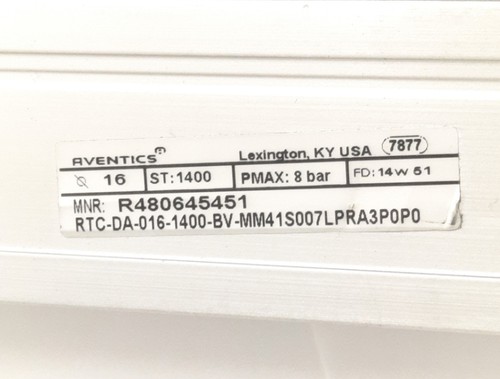 AVENTICS® Lexington, KY USA 7877
⌀ 16 ST:1400 PMAX: 8 bar FD: 14W 51
MNR: R480645451
RTC-DA-016-1400-BV-MM41S007LPRA3P0P0